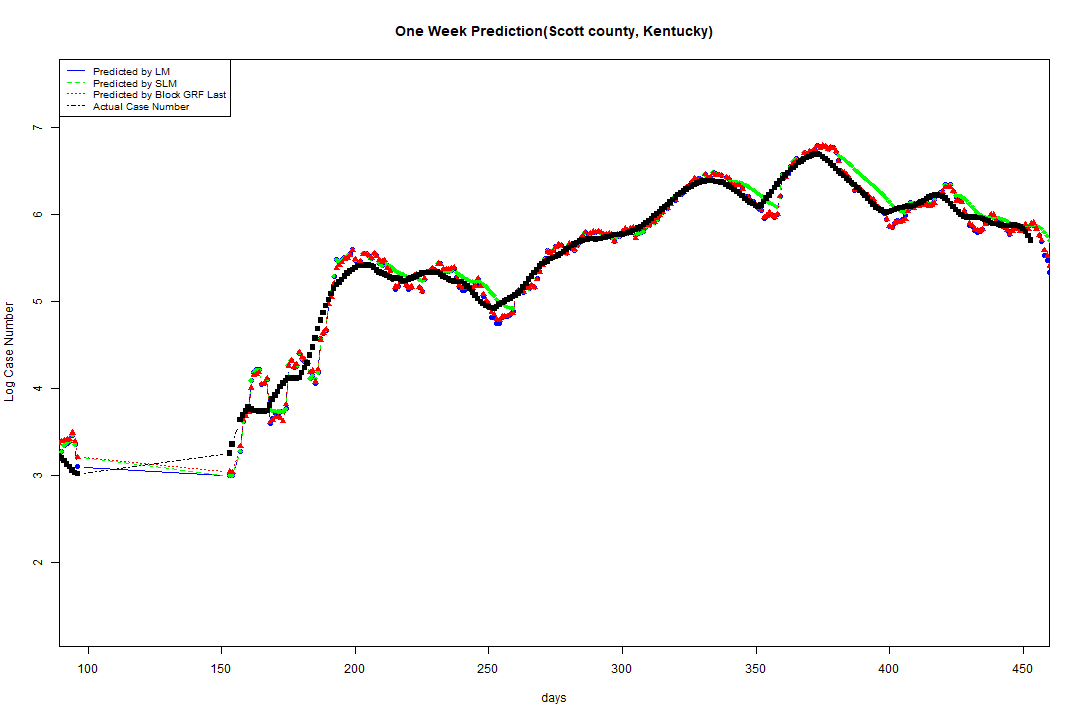 One Week Prediction(Scott county, Kentucky)
Predicted by LM
Predicted by SLM
Predicted by Block GRF Last
Actual Case Number
7
6
5
4
3
2
Log Case Number
100 150 200 250 300 350 400 450
days